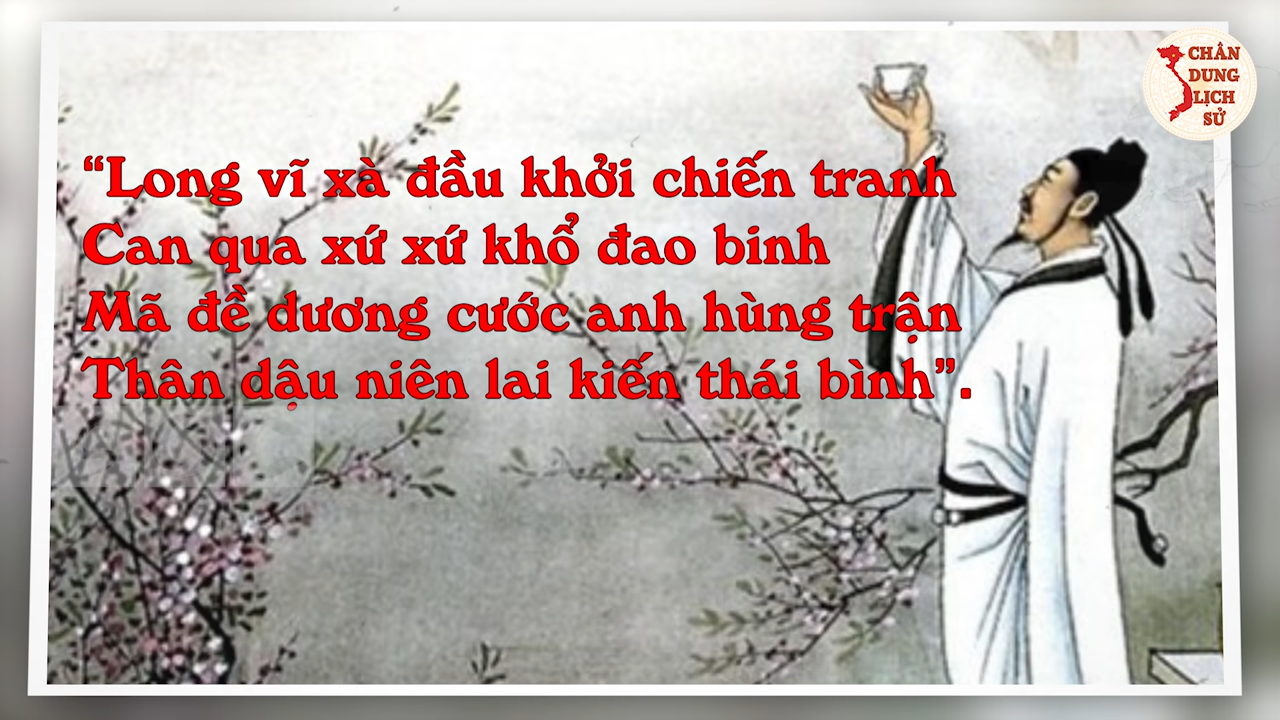 CHÂN
DUNG
LỊCH
SỬ
“Long vĩ xà đầu khởi chiến tranh
Can qua xứ xứ khổ đao binh
Mã đề dương cước anh hùng trận
Thân dậu niên lai kiến thái bình”.